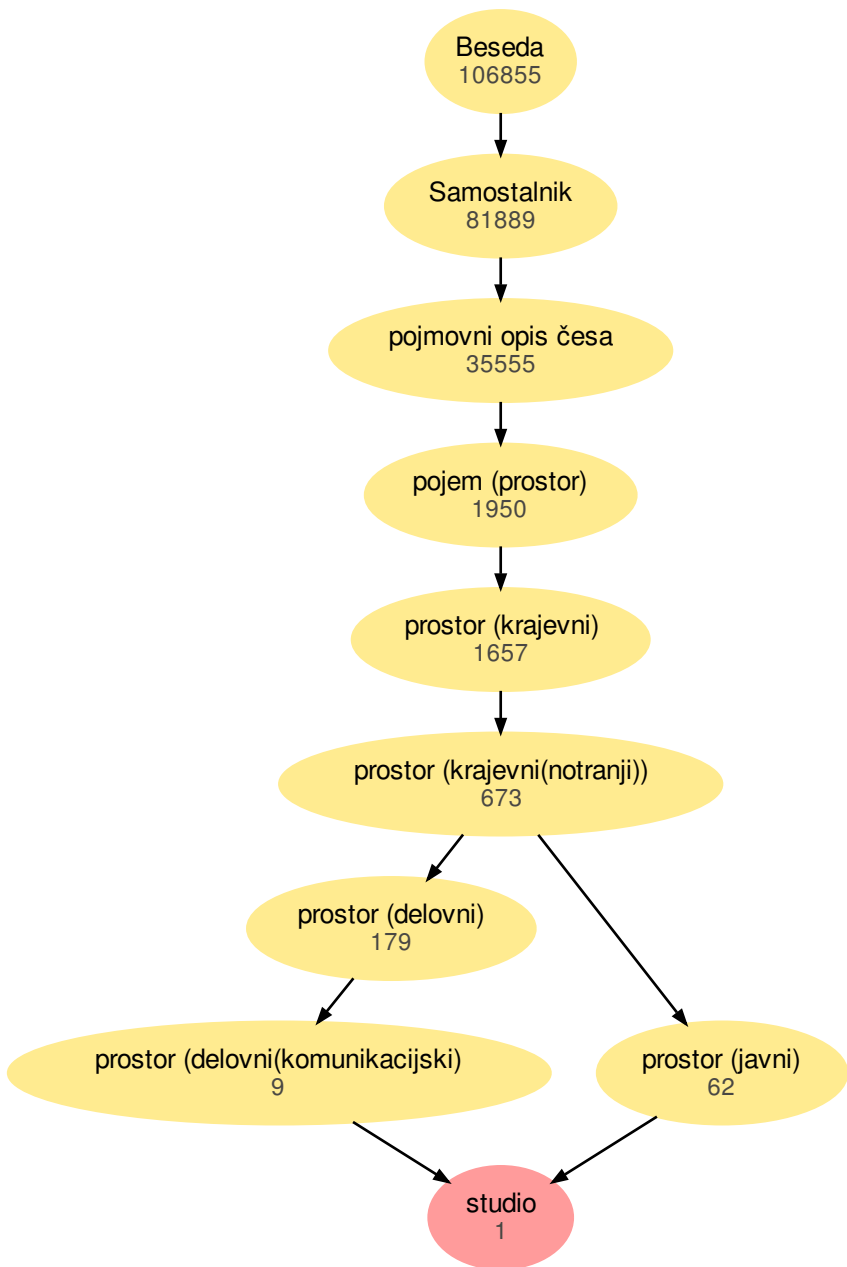 Beseda
106855
Samostalnik
81889
pojmovni opis česa
35555
pojem (prostor)
1950
prostor (krajevni)
1657
prostor (krajevni(notranji))
673
prostor (delovni)
179
prostor (delovni(komunikacijski)
9
prostor (javni)
62
studio
1